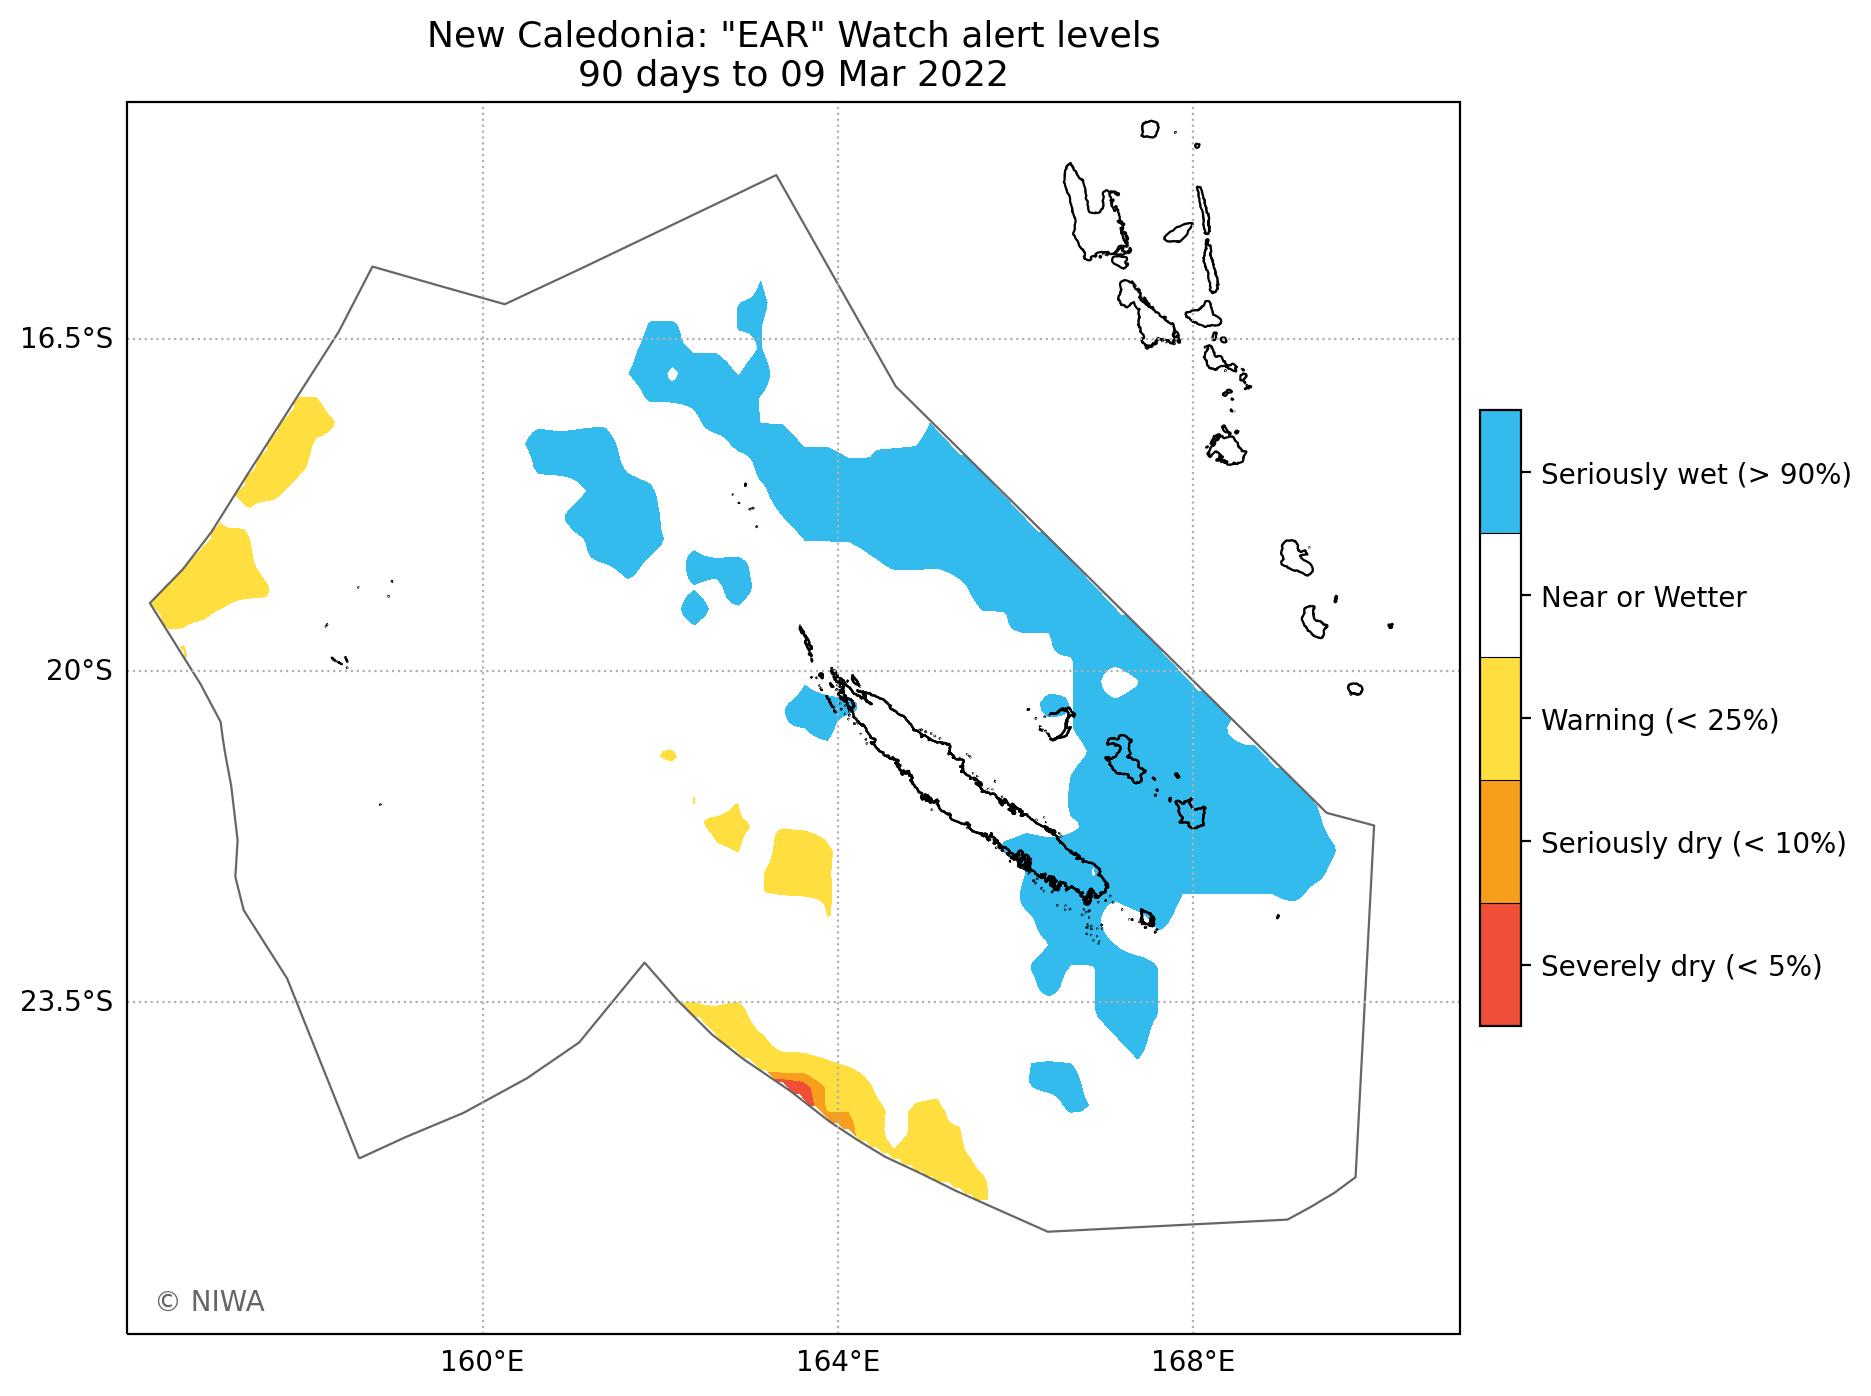 New Caledonia: "EAR" Watch alert levels
90 days to 09 Mar 2022
16.5°S
20°S
23.5°S
160°E
164°E
168°E
Seriously wet (> 90%)
Near or Wetter
Warning (< 25%)
Seriously dry (< 10%)
Severely dry (< 5%)
© NIWA